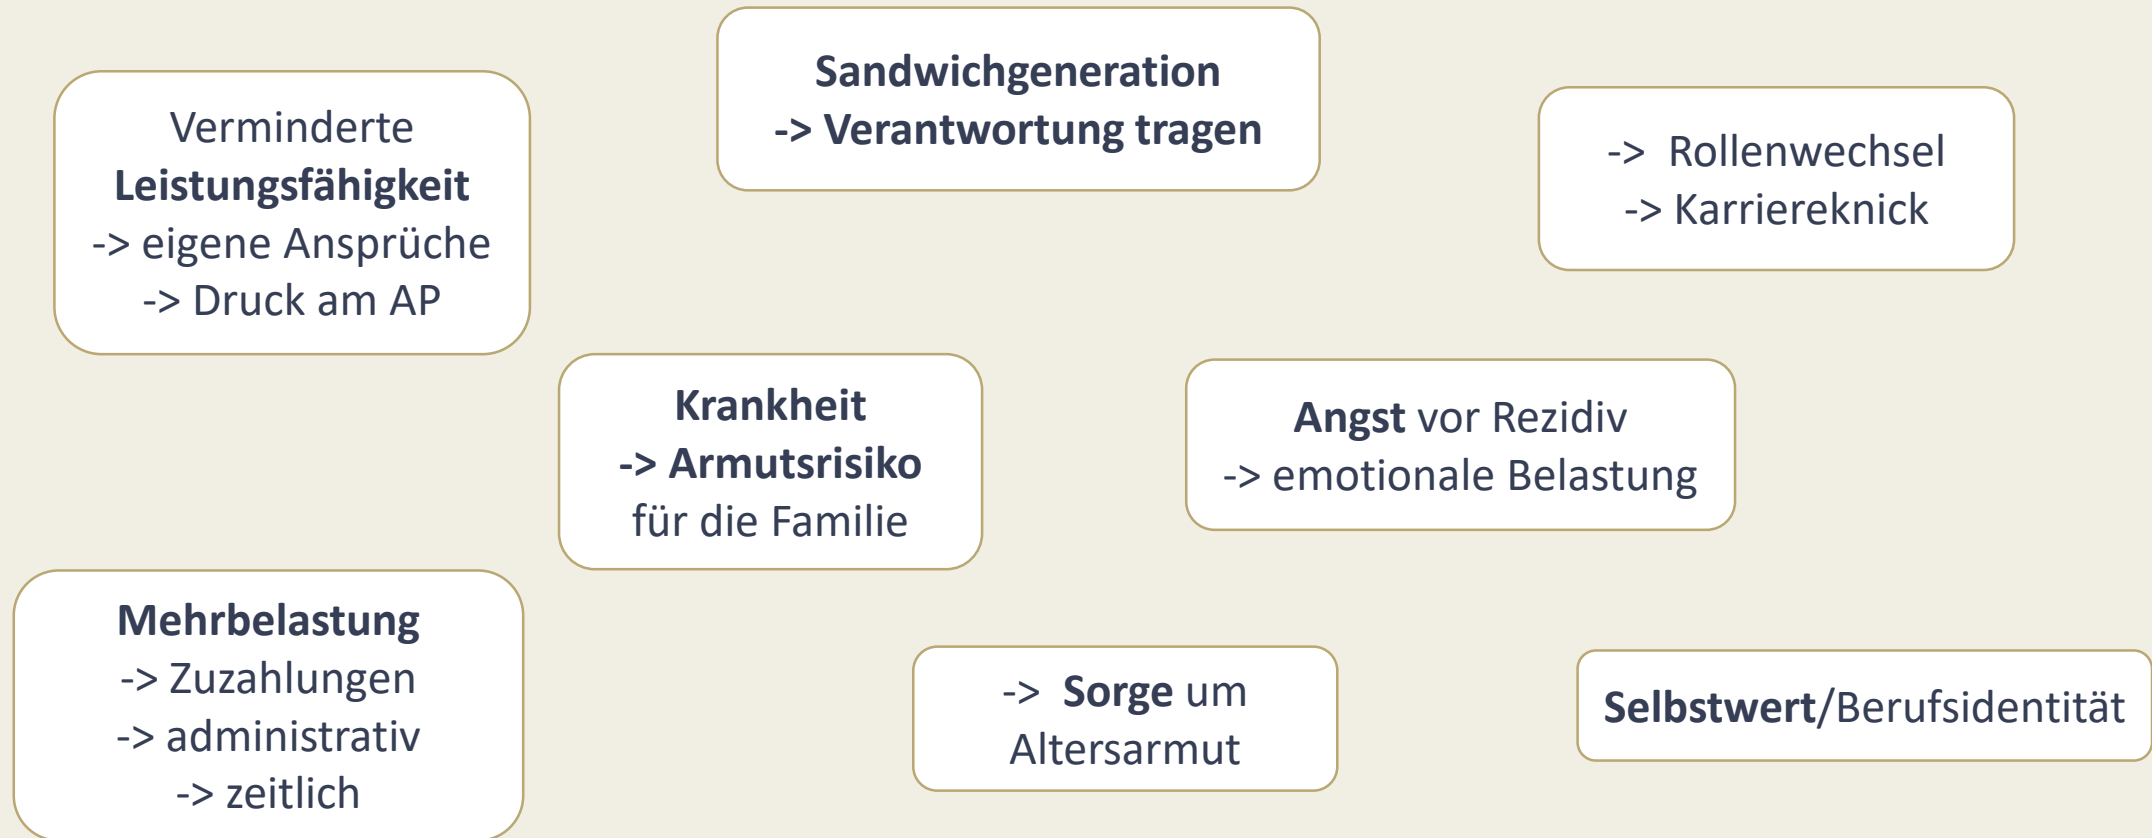 Verminderte
Leistungsfähigkeit
-> eigene Ansprüche
-> Druck am AP
Sandwichgeneration
-> Verantwortung tragen
-> Rollenwechsel
-> Karriereknick
Krankheit
-> Armutsrisiko
für die Familie
Angst vor Rezidiv
-> emotionale Belastung
Mehrbelastung
-> Zuzahlungen
-> administrativ
-> zeitlich
-> Sorge um
Altersarmut
Selbstwert/Berufsidentität